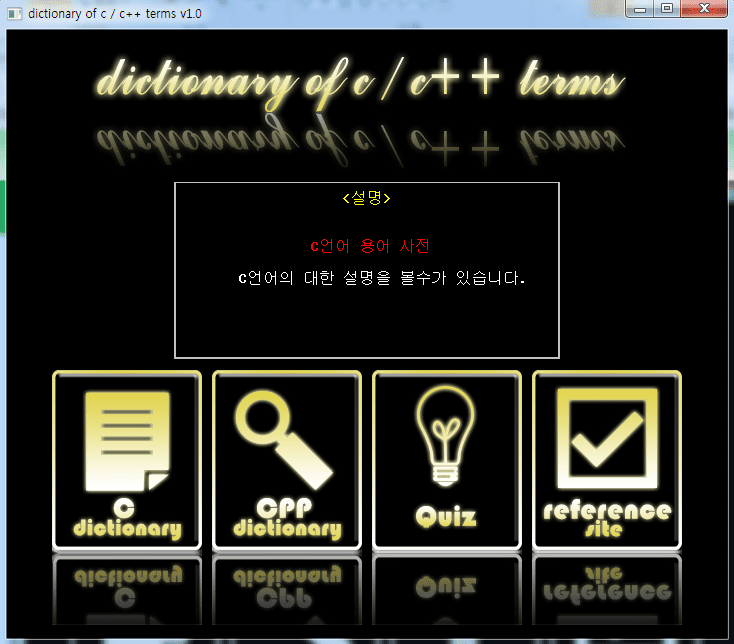 dictionary of c / c++ terms v1.0
dictionary of c / c++ terms
<설명>
c언어 용어 사전
c언어의 대한 설명을 볼수가 있습니다.
C
dictionary
CPP
dictionary
Quiz
reference
site